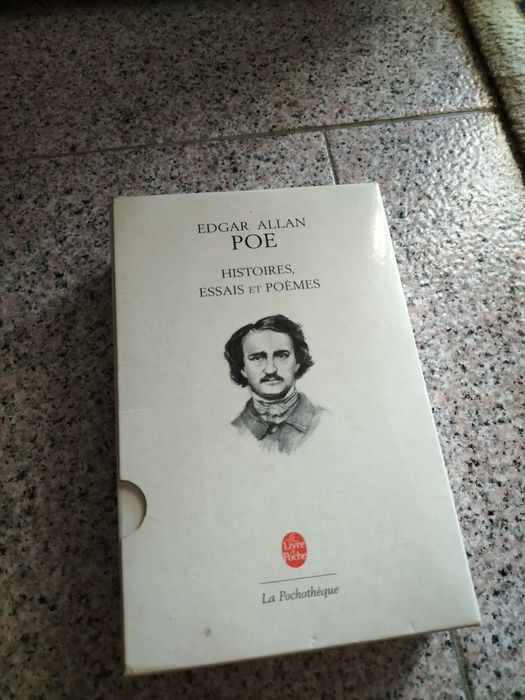 EDGAR ALLAN
POE
HISTOIRES,
ESSAIS ET POÈMES
Le
Livre
de
Poche
La Pochothèque